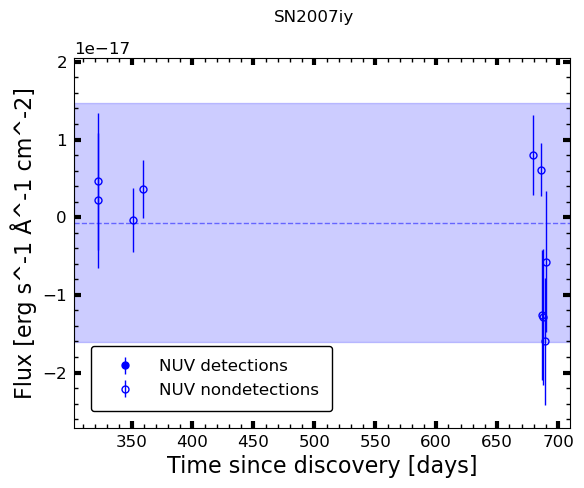 SN2007iy
1e−17
2
1
0
−1
−2
Flux [erg s^-1 Å^-1 cm^-2]
NUV detections
NUV nondetections
350 400 450 500 550 600 650 700
Time since discovery [days]